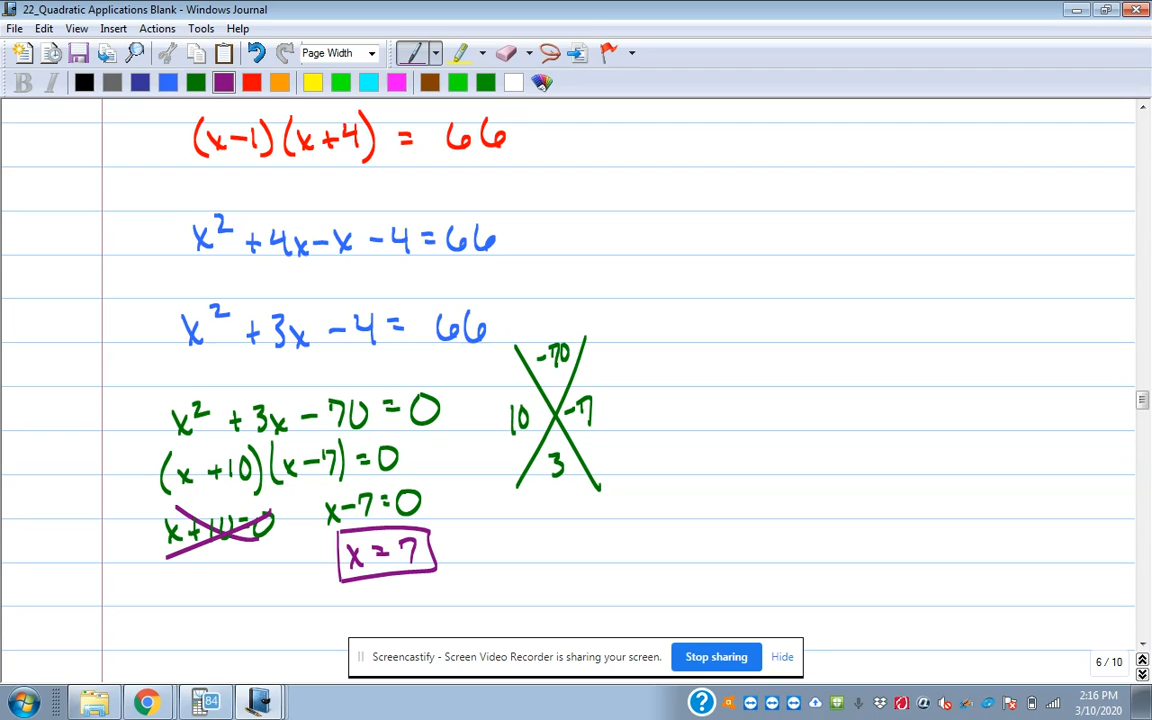 22_Quadratic Applications Blank - Windows Journal
File Edit View Insert Actions Tools Help
Page Width
B I
(x-1)(x+4) = 66
x² +4x-x -4=66
x² +3x -4= 66
-70
10 -7
3
x² +3x -70 =0
(x +10)(x-7) =0
x+10=0 x-7=0
x=7
Screencastify - Screen Video Recorder is sharing your screen. Stop sharing Hide
6 / 10
84
2:16 PM
3/10/2020